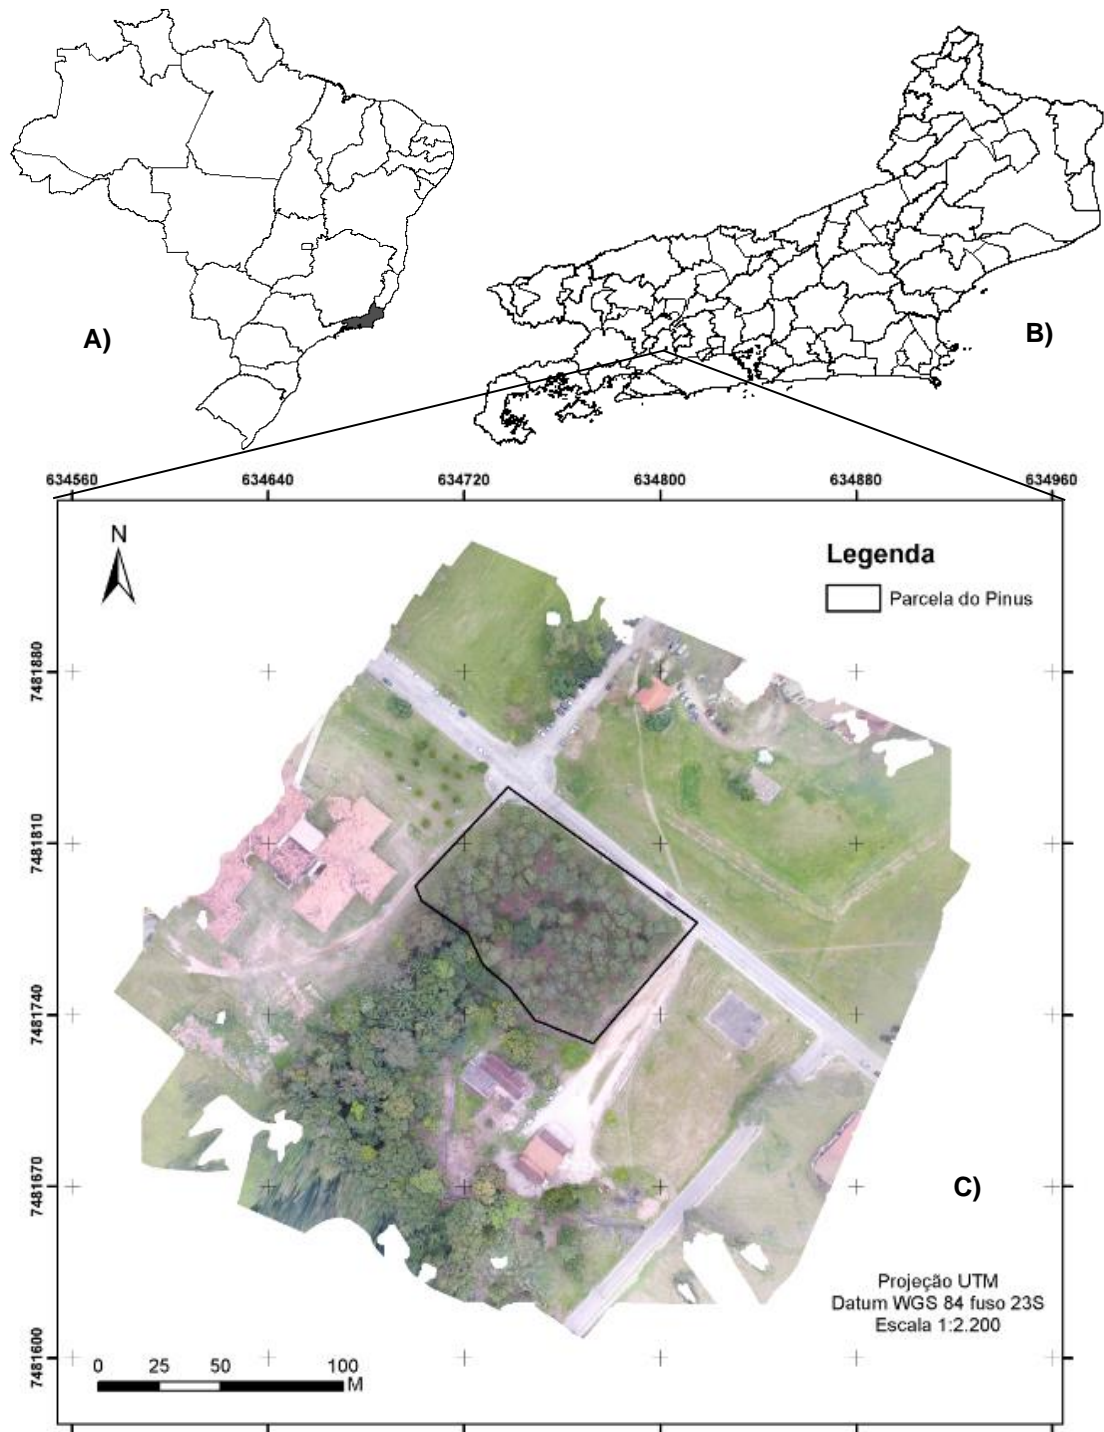 A)
B)
634560 634640 634720 634800 634880 634960
N
Legenda
Parcela do Pinus
7481880
7481810
7481740
7481670
7481600
C)
Projeção UTM
Datum WGS 84 fuso 23S
Escala 1:2.200
0 25 50 100
M